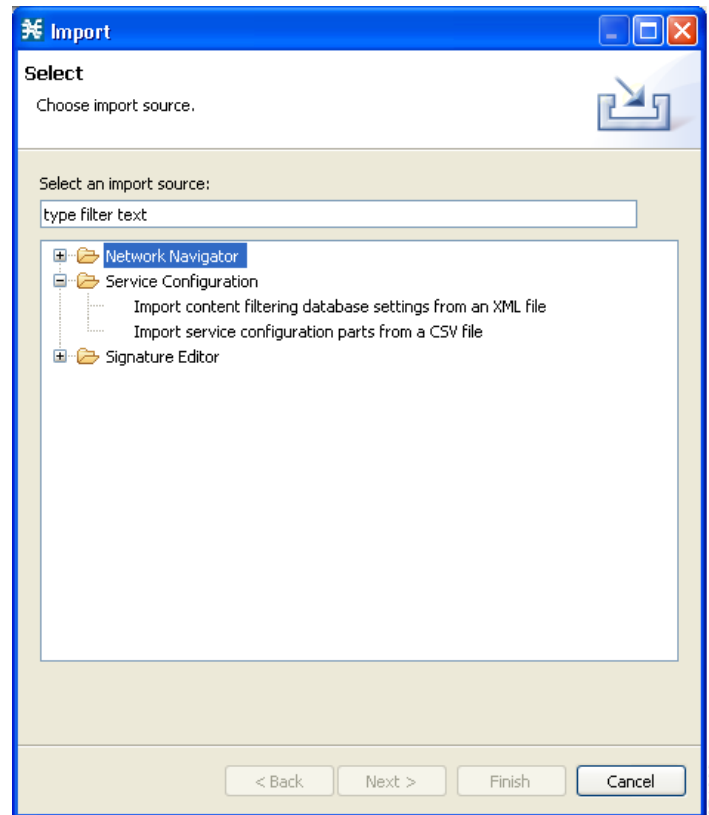 Import
Select
Choose import source.
Select an import source:
type filter text
Network Navigator
Service Configuration
Import content filtering database settings from an XML file
Import service configuration parts from a CSV file
Signature Editor
< Back Next > Finish Cancel